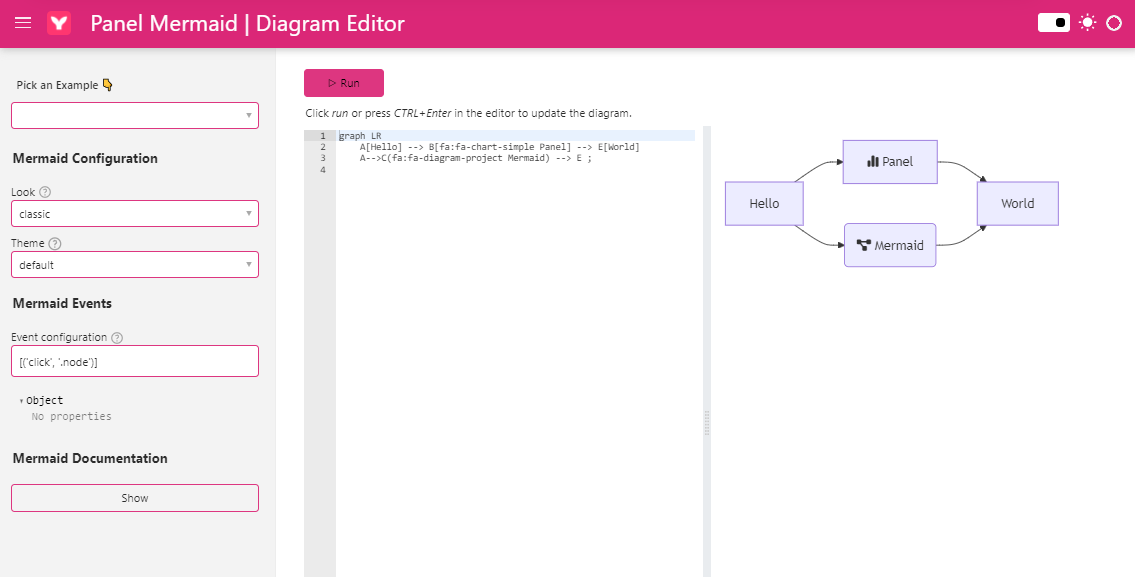 Panel Mermaid | Diagram Editor
Pick an Example 👇
Mermaid Configuration
Look ?
classic
Theme ?
default
Mermaid Events
Event configuration ?
[('click', '.node')]
Object
No properties
Mermaid Documentation
Show
▷ Run
Click run or press CTRL+Enter in the editor to update the diagram.
1 graph LR
2     A[Hello] --> B[fa:fa-chart-simple Panel] --> E[World]
3     A-->C(fa:fa-diagram-project Mermaid) --> E ;
4
Panel
Hello
World
Mermaid